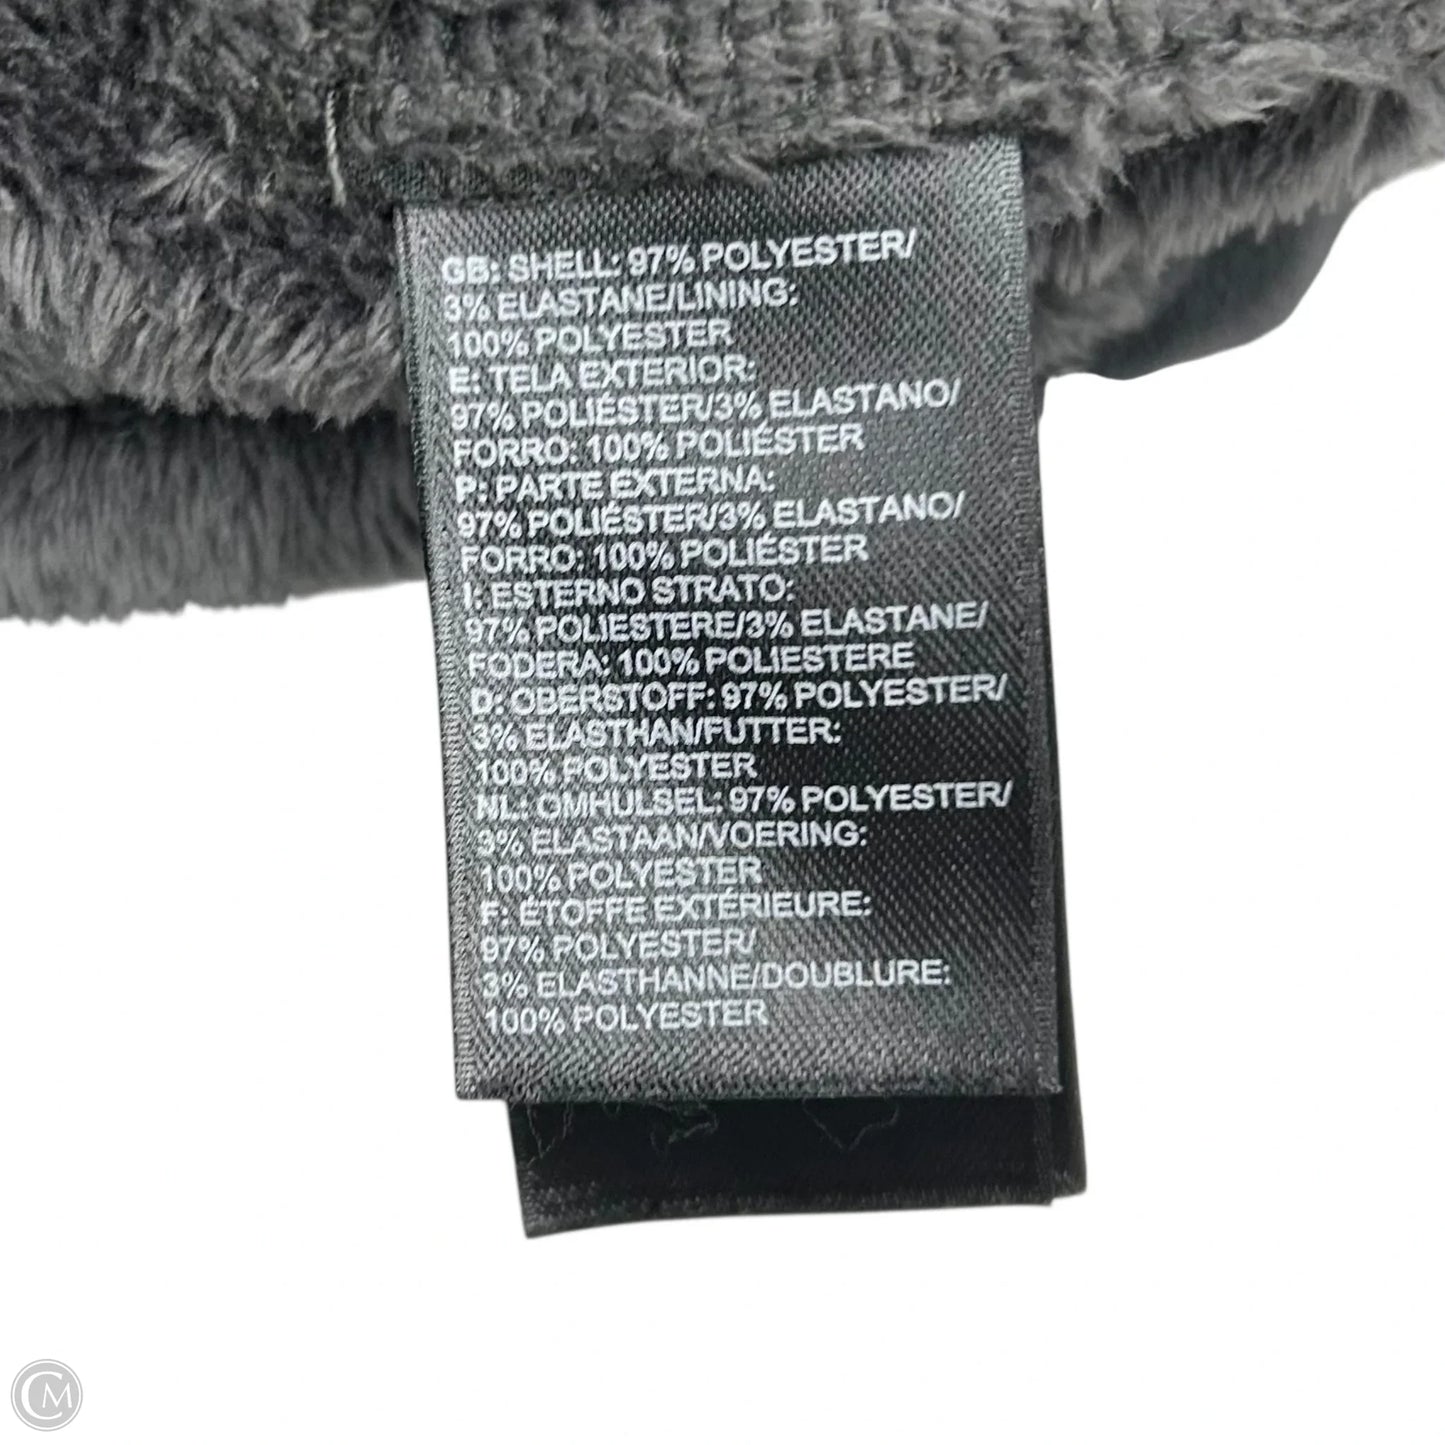 GB: SHELL: 97% POLYESTER/
3% ELASTANE/LINING:
100% POLYESTER
E: TELA EXTERIOR:
97% POLIÉSTER/3% ELASTANO/
FORRO: 100% POLIÉSTER
P: PARTE EXTERNA:
97% POLIÉSTER/3% ELASTANO/
FORRO: 100% POLIÉSTER
I: ESTERNO STRATO:
97% POLIESTERE/3% ELASTANE/
FODERA: 100% POLIESTERE
D: OBERSTOFF: 97% POLYESTER/
3% ELASTHAN/FUTTER:
100% POLYESTER
NL: OMHULSEL: 97% POLYESTER/
3% ELASTAAN/VOERING:
100% POLYESTER
F: ÉTOFFE EXTÉRIEURE:
97% POLYESTER/
3% ELASTHANNE/DOUBLURE:
100% POLYESTER
CM